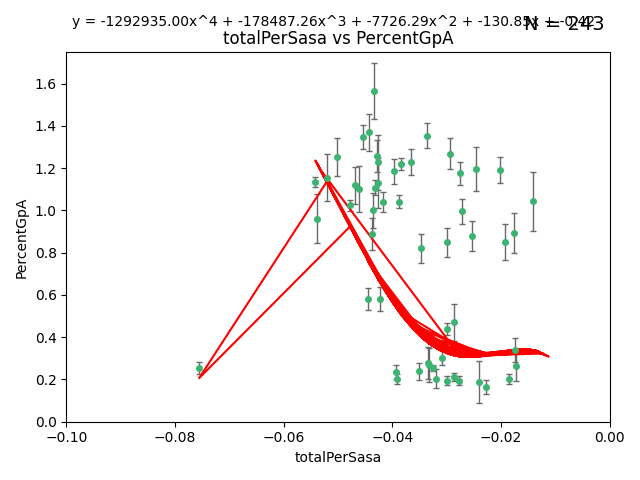 y = -1292935.00x^4 + -178487.26x^3 + -7726.29x^2 + -130.85x + -0.42
N = 243
totalPerSasa vs PercentGpA
PercentGpA
1.6
1.4
1.2
1.0
0.8
0.6
0.4
0.2
0.0
−0.10 −0.08 −0.06 −0.04 −0.02 0.00
totalPerSasa